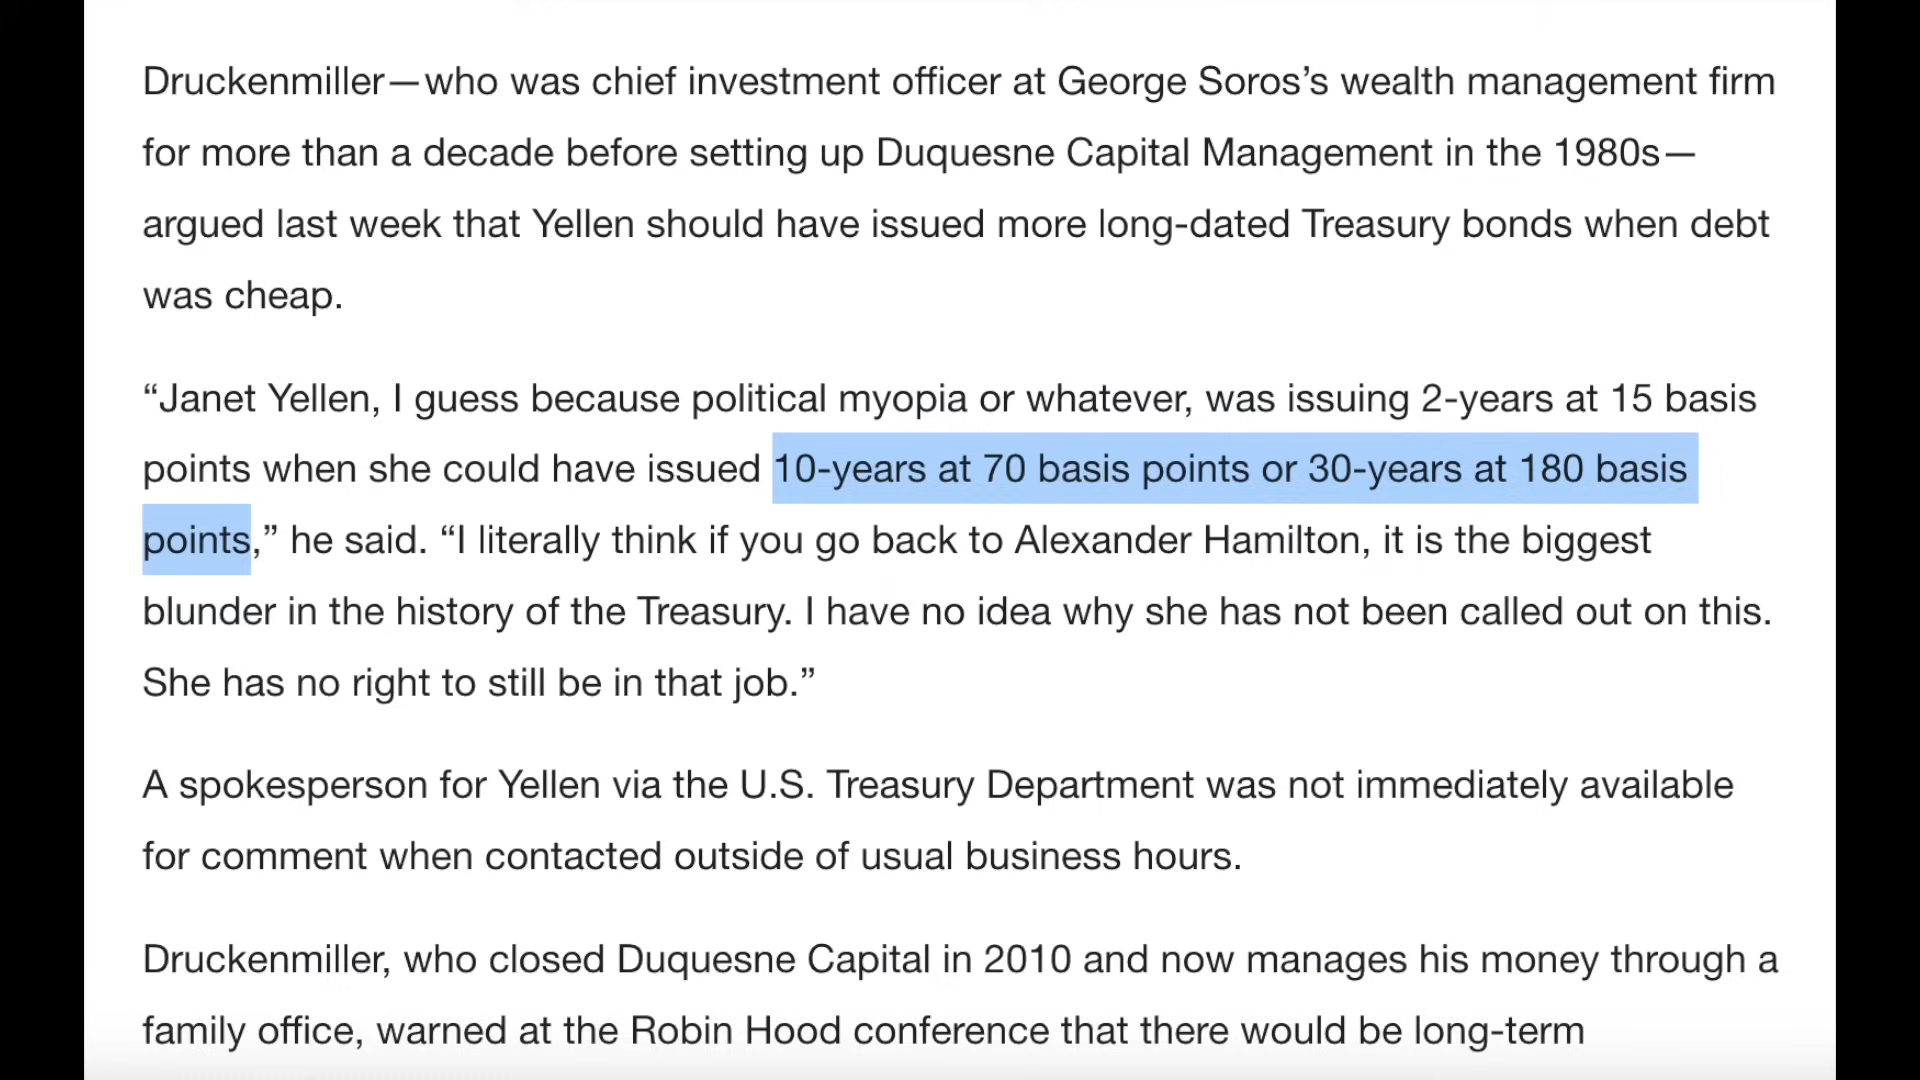 Druckenmiller—who was chief investment officer at George Soros’s wealth management firm
for more than a decade before setting up Duquesne Capital Management in the 1980s—
argued last week that Yellen should have issued more long-dated Treasury bonds when debt
was cheap.
“Janet Yellen, I guess because political myopia or whatever, was issuing 2-years at 15 basis
points when she could have issued 10-years at 70 basis points or 30-years at 180 basis
points,” he said. “I literally think if you go back to Alexander Hamilton, it is the biggest
blunder in the history of the Treasury. I have no idea why she has not been called out on this.
She has no right to still be in that job.”
A spokesperson for Yellen via the U.S. Treasury Department was not immediately available
for comment when contacted outside of usual business hours.
Druckenmiller, who closed Duquesne Capital in 2010 and now manages his money through a
family office, warned at the Robin Hood conference that there would be long-term